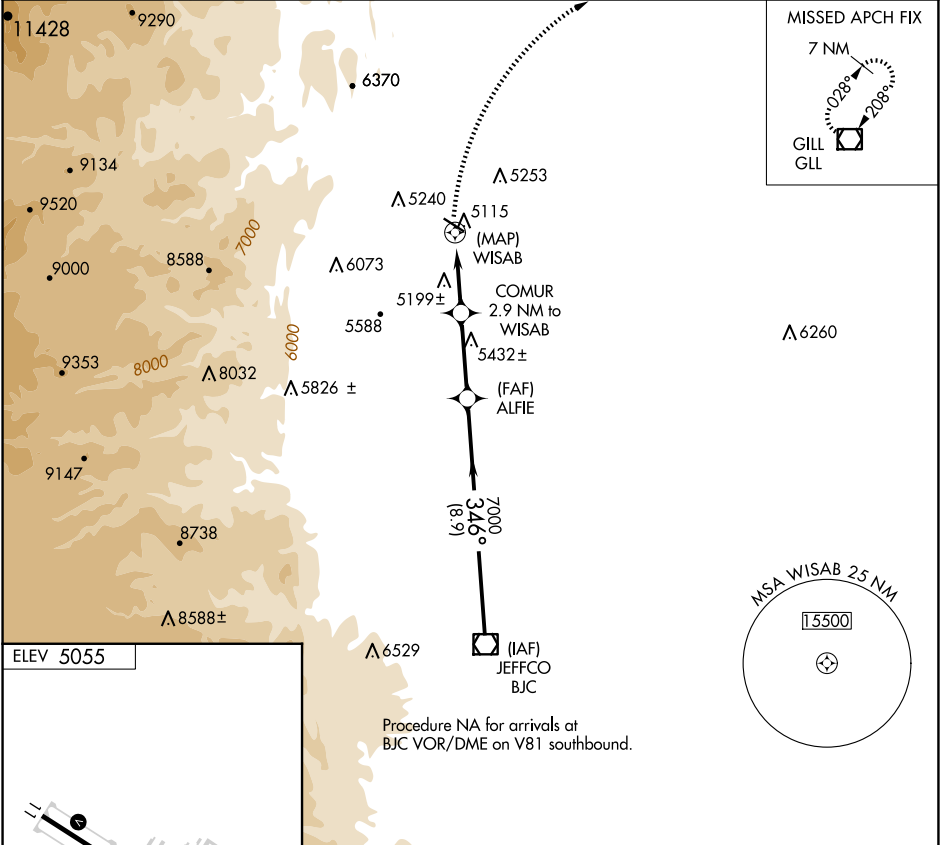 11428
9290
6370
MISSED APCH FIX
7 NM
028°
208°
GILL
GLL
9134
9520
5253
5240
5115
(MAP)
WISAB
7000
8588
9000
6073
5199±
COMUR
2.9 NM to
WISAB
5588
6000
5432±
6260
9353
8000
8032
5826 ±
(FAF)
ALFIE
9147
7000
346°
(8.9)
8738
8588±
MSA WISAB 25 NM
15500
ELEV 5055
6529
(IAF)
JEFFCO
BJC
Procedure NA for arrivals at
BJC VOR/DME on V81 southbound.
11
V